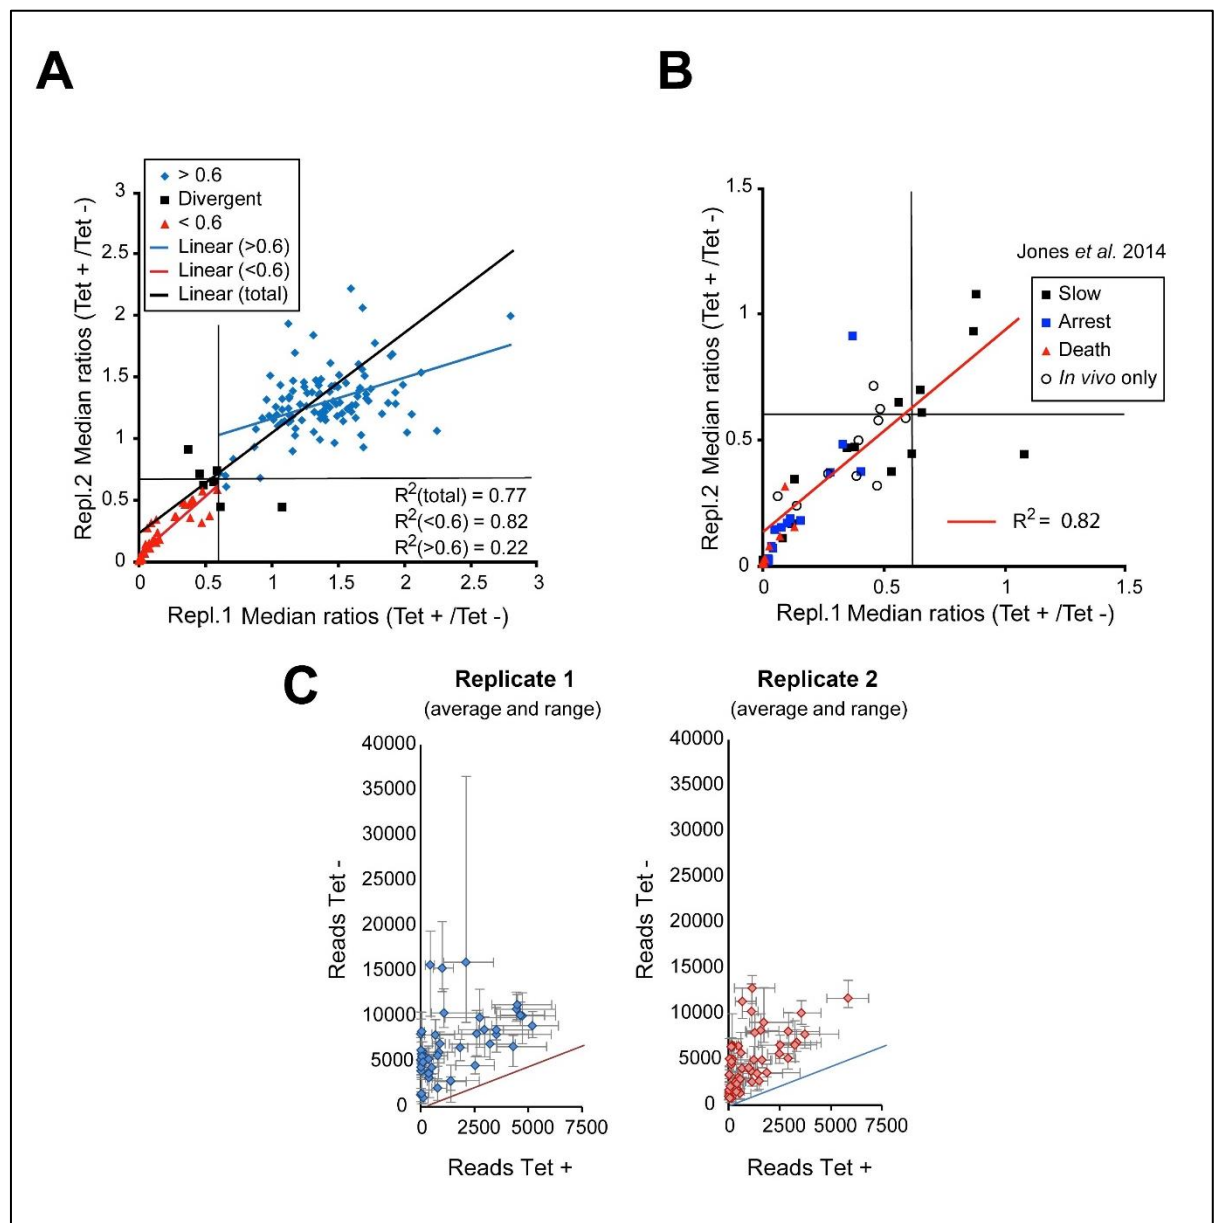 A
> 0.6
Divergent
< 0.6
Linear (>0.6)
Linear (<0.6)
Linear (total)
Repl.2 Median ratios (Tet + /Tet -)
3
2.5
2
1.5
1
0.5
0
R2(total) = 0.77
R2(<0.6) = 0.82
R2(>0.6) = 0.22
0
0.5
1
1.5
2
2.5
3
Repl.1 Median ratios (Tet + /Tet -)
B
Repl.2 Median ratios (Tet + /Tet -)
1.5
1
0.5
0
Jones et al. 2014
Slow
Arrest
Death
In vivo only
R2 = 0.82
0
0.5
1
1.5
Repl.1 Median ratios (Tet + /Tet -)
C
Replicate 1
(average and range)
Reads Tet -
40000
35000
30000
25000
20000
15000
10000
5000
0
0
2500
5000
7500
Reads Tet +
Replicate 2
(average and range)
Reads Tet -
40000
35000
30000
25000
20000
15000
10000
5000
0
0
2500
5000
7500
Reads Tet +